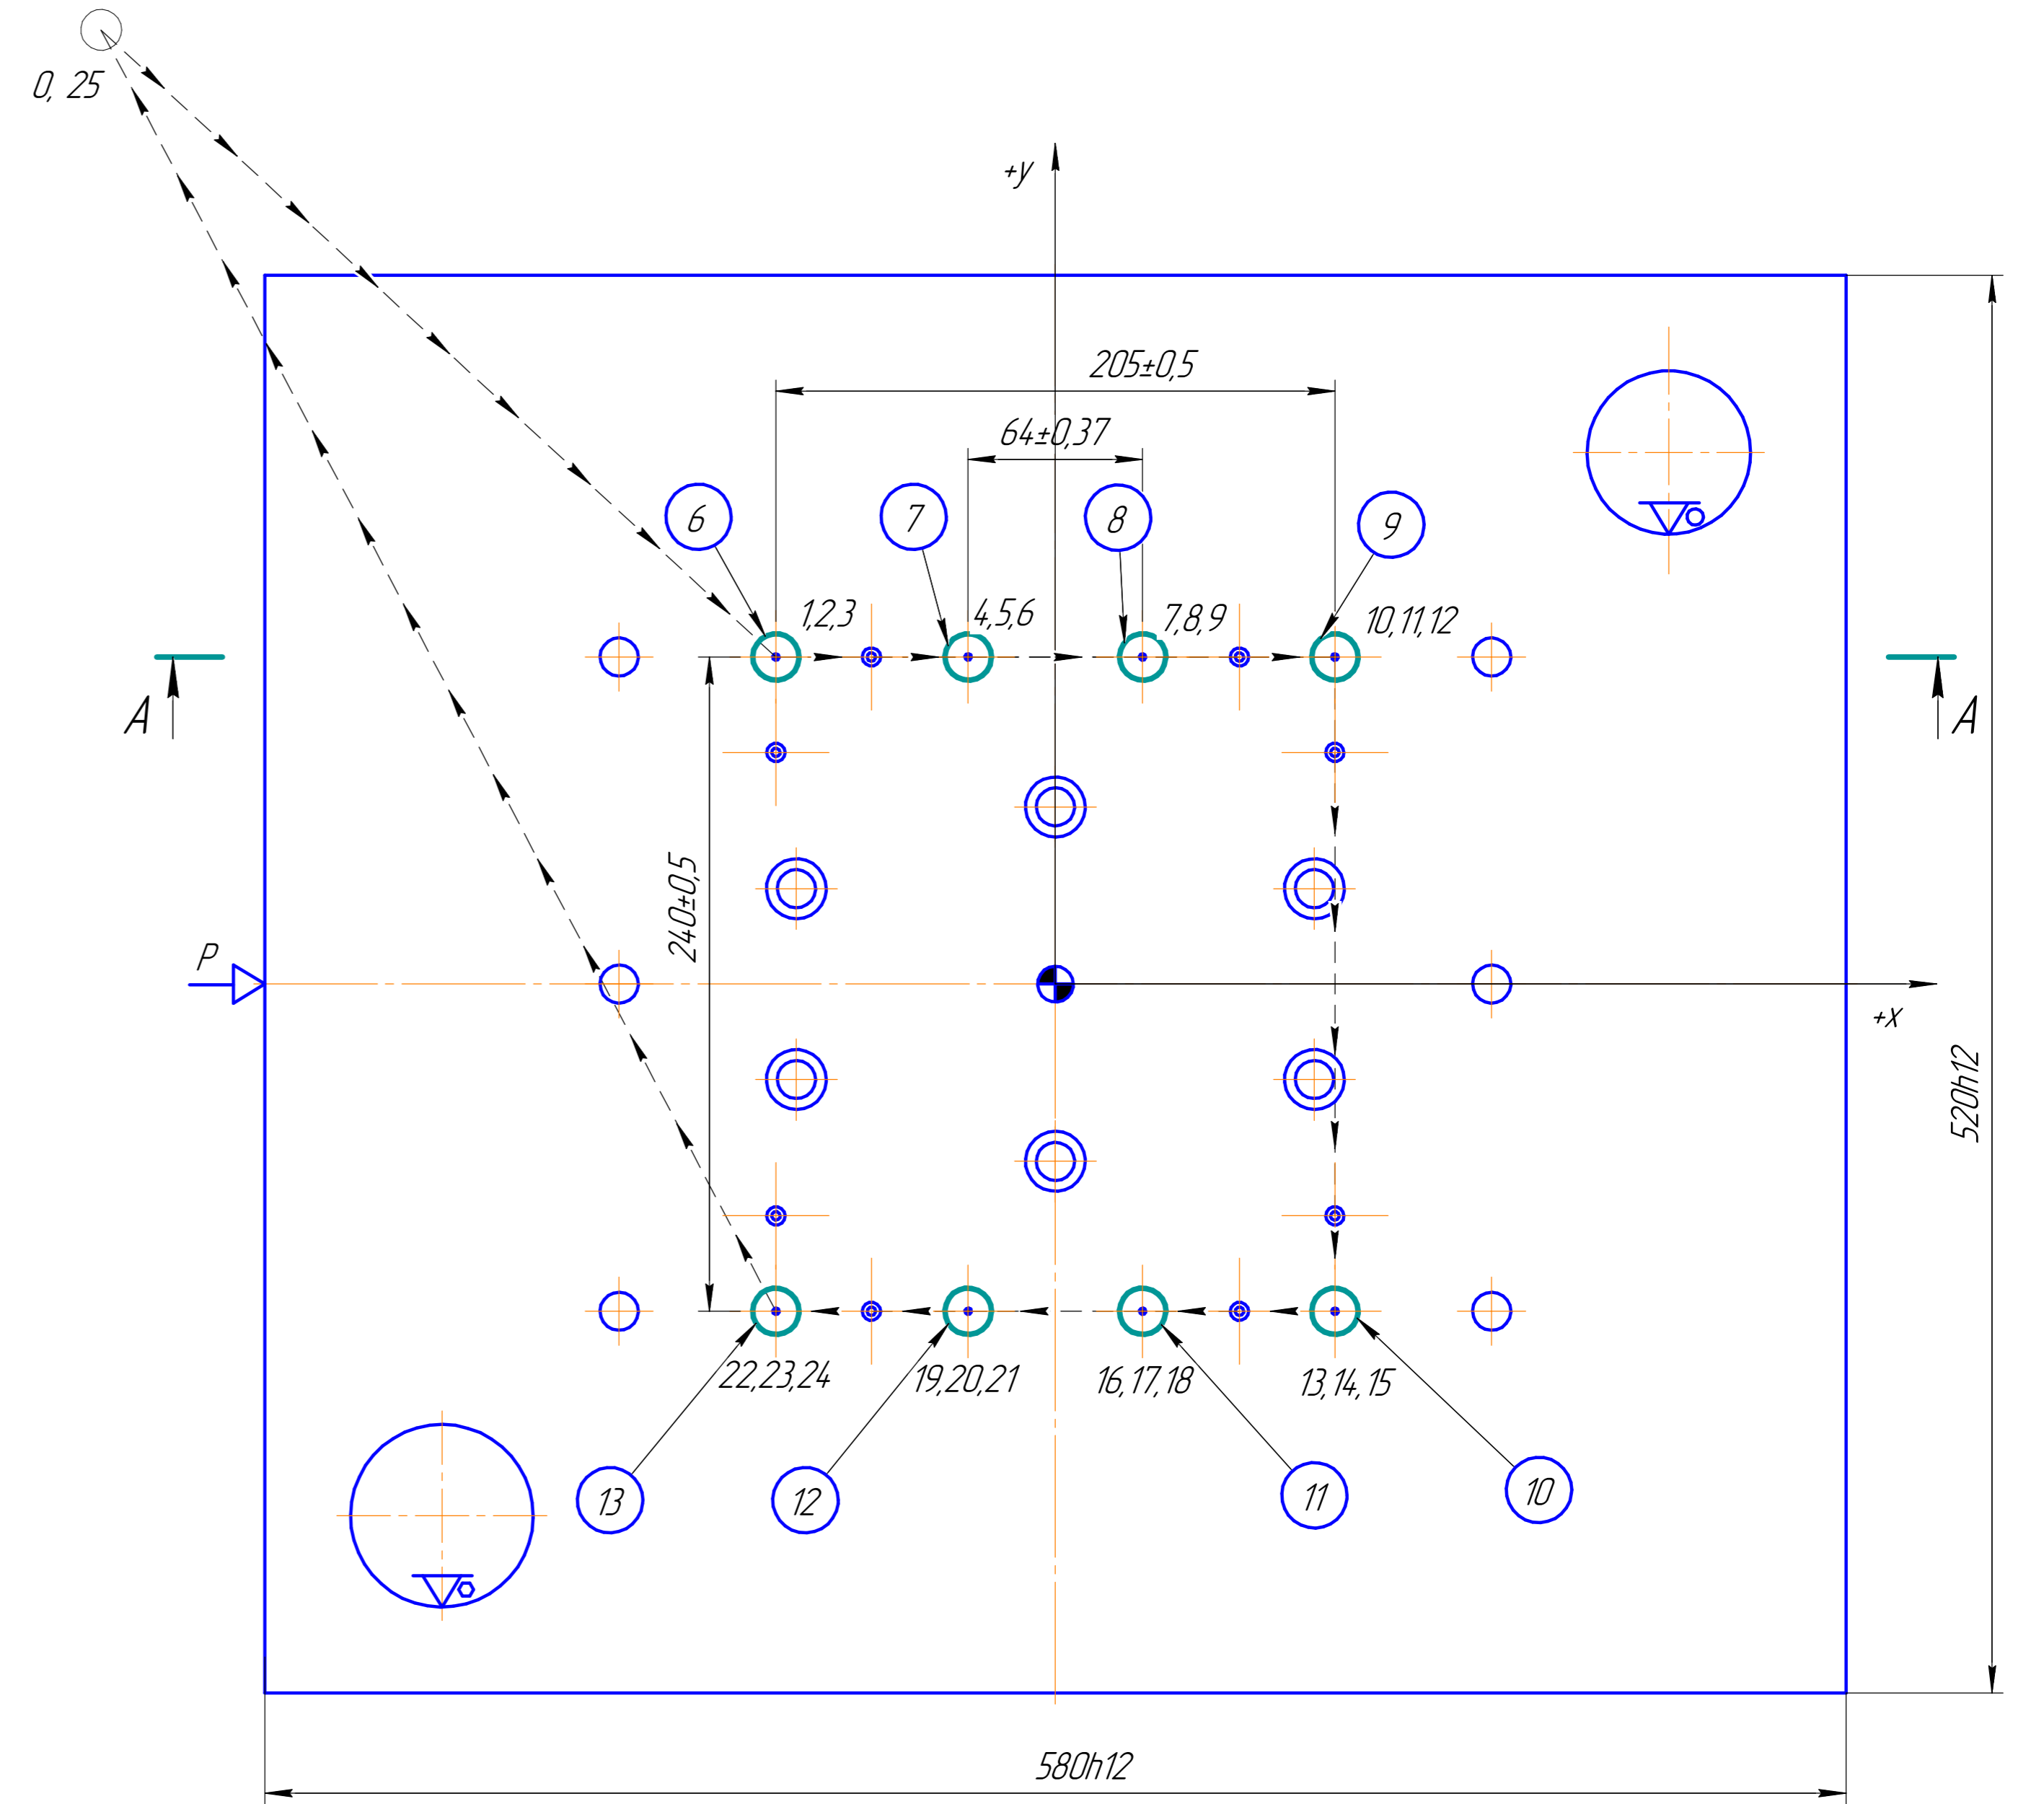 0, 25
+y
205±0,5
64±0,37
6
7
8
9
1,2,3
4,5,6
7,8,9
10,11,12
A
A
240±0,5
P
+x
520h12
22,23,24
19,20,21
16,17,18
13,14,15
13
12
11
10
580h12